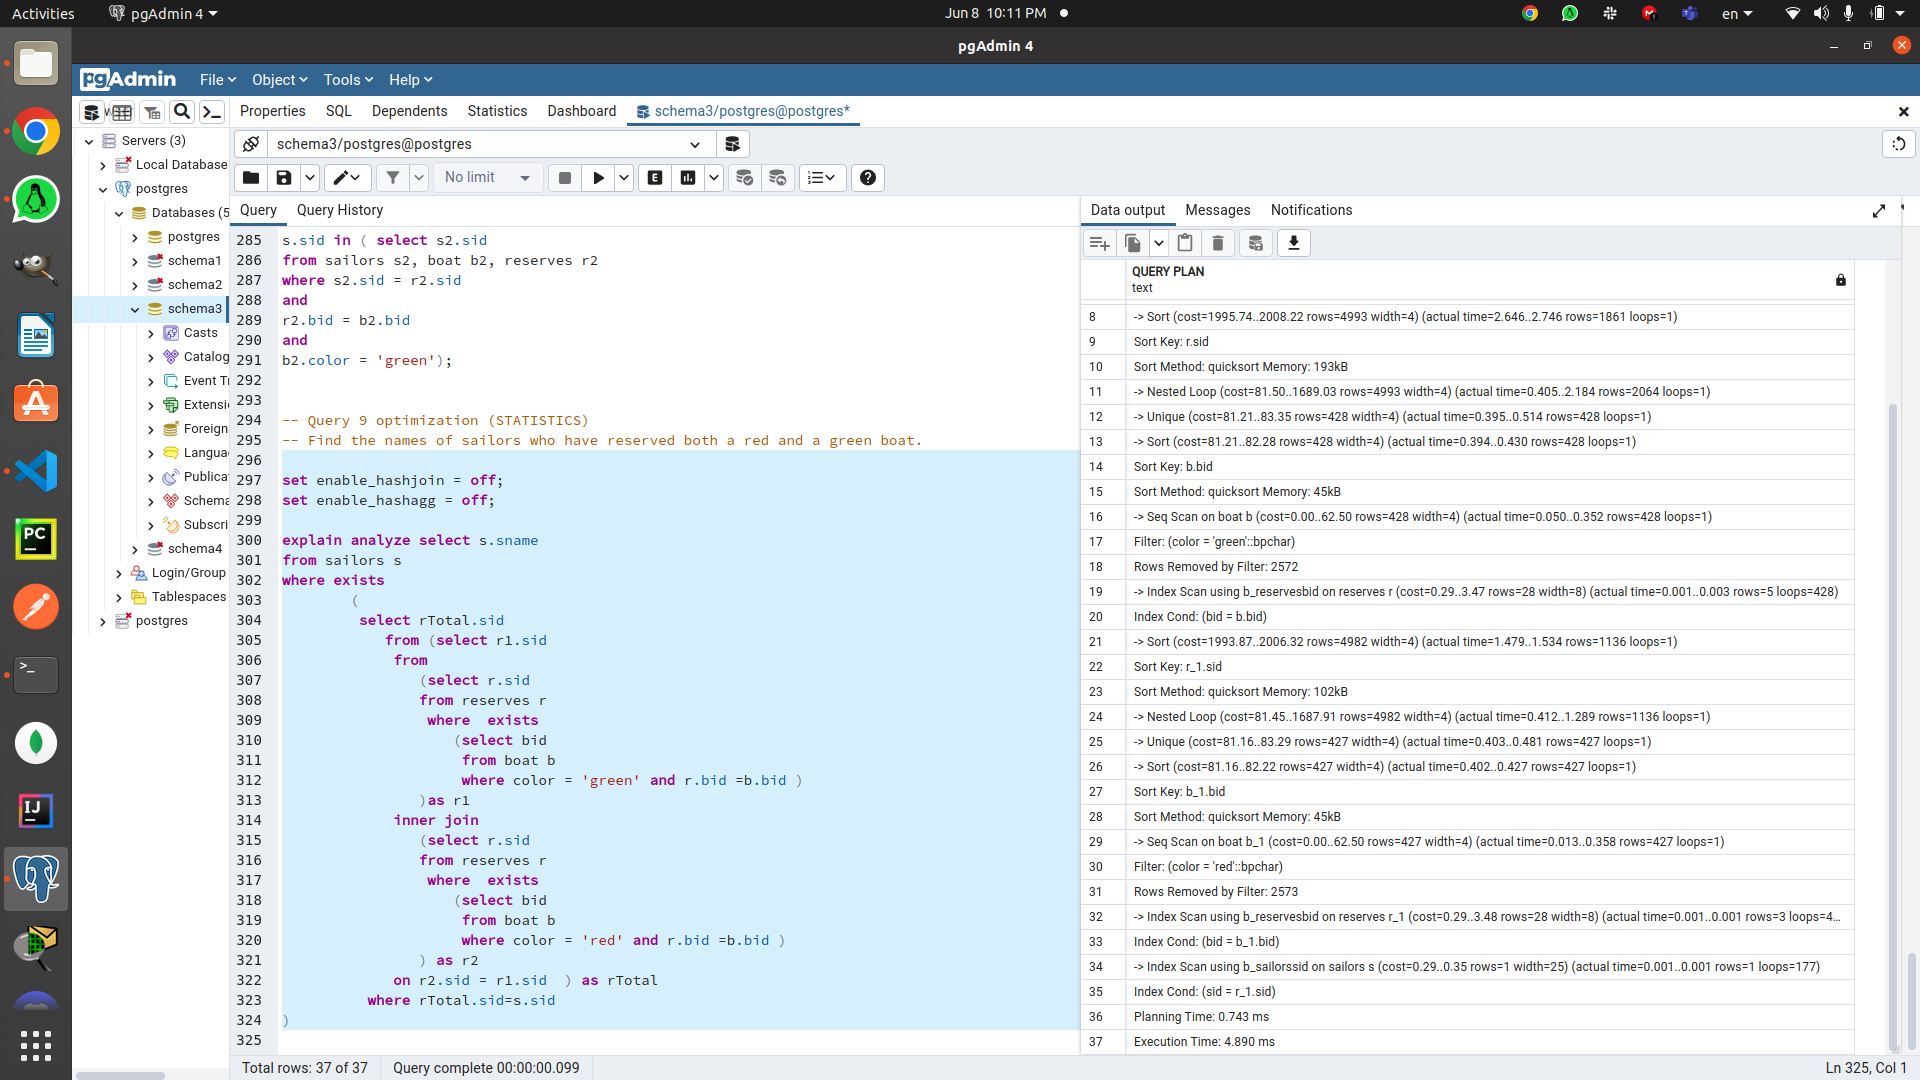 Activities
pgAdmin 4
Jun 8 10:11 PM
en
pgAdmin 4
pgAdmin
File
Object
Tools
Help
Properties
SQL
Dependents
Statistics
Dashboard
schema3/postgres@postgres*
Servers (3)
Local Database
postgres
Databases (5
postgres
schema1
schema2
schema3
Casts
Catalog
Event Tr
Extensi
Foreign
Langua
Publica
Schema
Subscri
schema4
Login/Group
Tablespaces
postgres
schema3/postgres@postgres
No limit
E
Query
Query History
285 s.sid in ( select s2.sid
286 from sailors s2, boat b2, reserves r2
287 where s2.sid = r2.sid
288 and
289 r2.bid = b2.bid
290 and
291 b2.color = 'green');
292
293
294 -- Query 9 optimization (STATISTICS)
295 -- Find the names of sailors who have reserved both a red and a green boat.
296
297 set enable_hashjoin = off;
298 set enable_hashagg = off;
299
300 explain analyze select s.sname
301 from sailors s
302 where exists
303 (
304 select rTotal.sid
305 from (select r1.sid
306 from
307 (select r.sid
308 from reserves r
309 where exists
310 (select bid
311 from boat b
312 where color = 'green' and r.bid =b.bid )
313 )as r1
314 inner join
315 (select r.sid
316 from reserves r
317 where exists
318 (select bid
319 from boat b
320 where color = 'red' and r.bid =b.bid )
321 ) as r2
322 on r2.sid = r1.sid ) as rTotal
323 where rTotal.sid=s.sid
324 )
325
Data output
Messages
Notifications
QUERY PLAN
text
8 -> Sort (cost=1995.74..2008.22 rows=4993 width=4) (actual time=2.646..2.746 rows=1861 loops=1)
9 Sort Key: r.sid
10 Sort Method: quicksort Memory: 193kB
11 -> Nested Loop (cost=81.50..1689.03 rows=4993 width=4) (actual time=0.405..2.184 rows=2064 loops=1)
12 -> Unique (cost=81.21..83.35 rows=428 width=4) (actual time=0.395..0.514 rows=428 loops=1)
13 -> Sort (cost=81.21..82.28 rows=428 width=4) (actual time=0.394..0.430 rows=428 loops=1)
14 Sort Key: b.bid
15 Sort Method: quicksort Memory: 45kB
16 -> Seq Scan on boat b (cost=0.00..62.50 rows=428 width=4) (actual time=0.050..0.352 rows=428 loops=1)
17 Filter: (color = 'green'::bpchar)
18 Rows Removed by Filter: 2572
19 -> Index Scan using b_reservesbid on reserves r (cost=0.29..3.47 rows=28 width=8) (actual time=0.001..0.003 rows=5 loops=428)
20 Index Cond: (bid = b.bid)
21 -> Sort (cost=1993.87..2006.32 rows=4982 width=4) (actual time=1.479..1.534 rows=1136 loops=1)
22 Sort Key: r_1.sid
23 Sort Method: quicksort Memory: 102kB
24 -> Nested Loop (cost=81.45..1687.91 rows=4982 width=4) (actual time=0.412..1.289 rows=1136 loops=1)
25 -> Unique (cost=81.16..83.29 rows=427 width=4) (actual time=0.403..0.481 rows=427 loops=1)
26 -> Sort (cost=81.16..82.22 rows=427 width=4) (actual time=0.402..0.427 rows=427 loops=1)
27 Sort Key: b_1.bid
28 Sort Method: quicksort Memory: 45kB
29 -> Seq Scan on boat b_1 (cost=0.00..62.50 rows=427 width=4) (actual time=0.013..0.358 rows=427 loops=1)
30 Filter: (color = 'red'::bpchar)
31 Rows Removed by Filter: 2573
32 -> Index Scan using b_reservesbid on reserves r_1 (cost=0.29..3.48 rows=28 width=8) (actual time=0.001..0.001 rows=3 loops=4...
33 Index Cond: (bid = b_1.bid)
34 -> Index Scan using b_sailorssid on sailors s (cost=0.29..0.35 rows=1 width=25) (actual time=0.001..0.001 rows=1 loops=177)
35 Index Cond: (sid = r_1.sid)
36 Planning Time: 0.743 ms
37 Execution Time: 4.890 ms
Total rows: 37 of 37
Query complete 00:00:00.099
Ln 325, Col 1